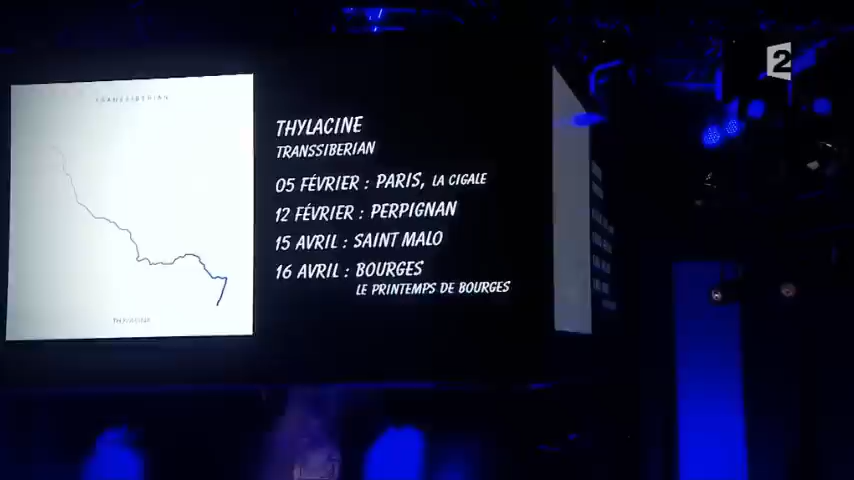 2
TRANSSIBERIAN
THYLACINE
TRANSSIBERIAN
05 FÉVRIER : PARIS, LA CIGALE
12 FÉVRIER : PERPIGNAN
15 AVRIL : SAINT MALO
16 AVRIL : BOURGES
LE PRINTEMPS DE BOURGES
THYLACINE